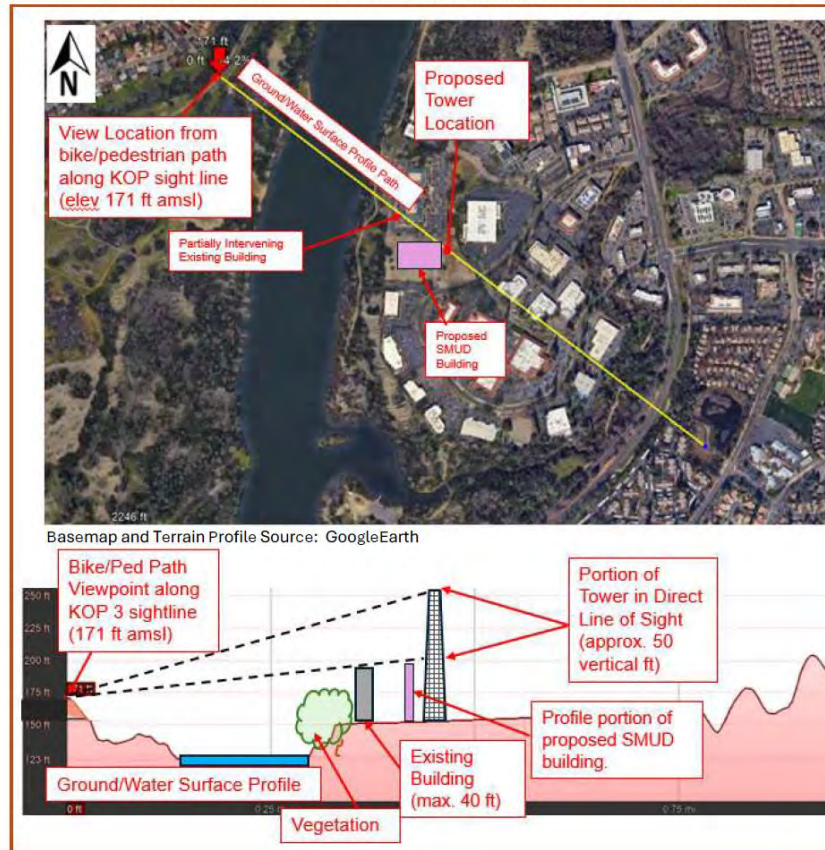 171 ft
0 ft
4.2%
N
View Location from
bike/pedestrian path
along KOP sight line
(elev 171 ft amsl)
Ground/Water Surface Profile Path
Proposed
Tower
Location
Partially Intervening
Existing Building
Proposed
SMUD
Building
2246 ft
Basemap and Terrain Profile Source: GoogleEarth
Bike/Ped Path
Viewpoint along
KOP 3 sightline
(171 ft amsl)
Portion of
Tower in Direct
Line of Sight
(approx. 50
vertical ft)
250 ft
225 ft
200 ft
175 ft
150 ft
123 ft
Profile portion of
proposed SMUD
building.
Existing
Building
(max. 40 ft)
Ground/Water Surface Profile
Vegetation
0 ft
0.75 mi